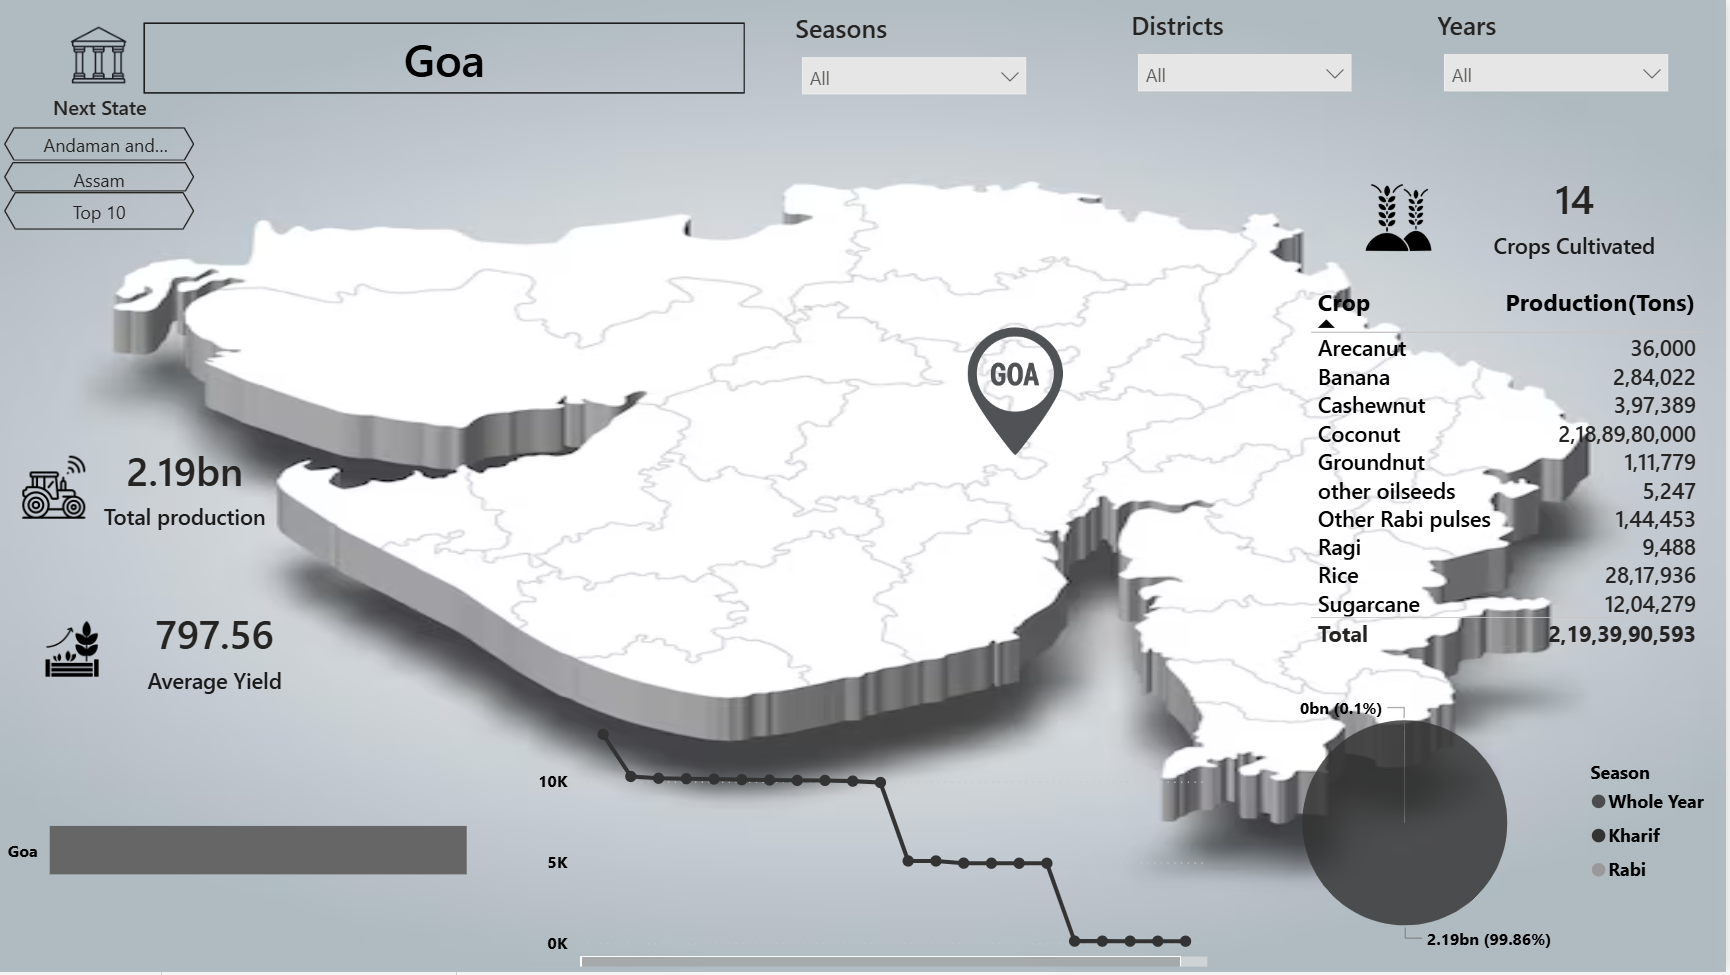 Goa
Next State
Andaman and...
Assam
Top 10
Seasons
All
Districts
All
Years
All
14
Crops Cultivated
Crop Production(Tons)
Arecanut 36,000
Banana 2,84,022
Cashewnut 3,97,389
Coconut 2,18,89,80,000
Groundnut 1,11,779
other oilseeds 5,247
Other Rabi pulses 1,44,453
Ragi 9,488
Rice 28,17,936
Sugarcane 12,04,279
Total 2,19,39,90,593
GOA
2.19bn
Total production
797.56
Average Yield
Goa
10K
5K
0K
0bn (0.1%)
2.19bn (99.86%)
Season
Whole Year
Kharif
Rabi